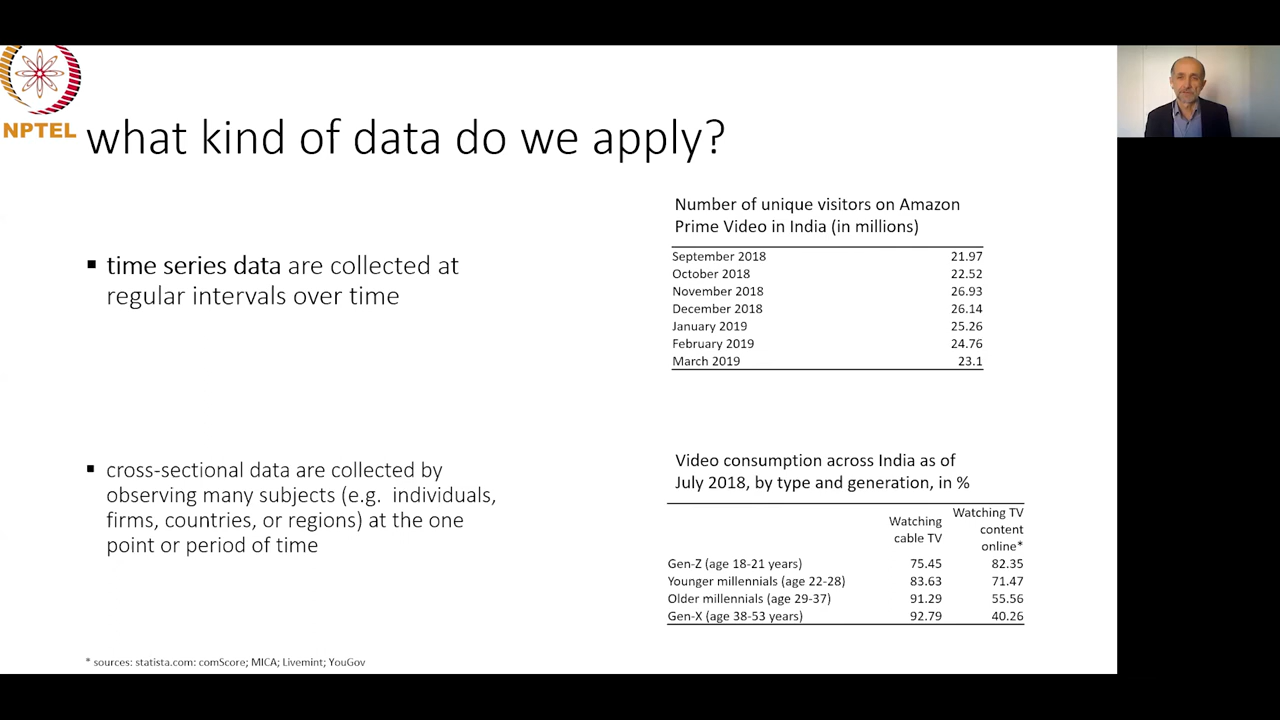 NPTEL
what kind of data do we apply?
▪ time series data are collected at
regular intervals over time
Number of unique visitors on Amazon
Prime Video in India (in millions)
September 2018 21.97
October 2018 22.52
November 2018 26.93
December 2018 26.14
January 2019 25.26
February 2019 24.76
March 2019 23.1
▪ cross-sectional data are collected by
observing many subjects (e.g. individuals,
firms, countries, or regions) at the one
point or period of time
Video consumption across India as of
July 2018, by type and generation, in %
Watching
cable TV
Watching TV
content
online*
Gen-Z (age 18-21 years) 75.45 82.35
Younger millennials (age 22-28) 83.63 71.47
Older millennials (age 29-37) 91.29 55.56
Gen-X (age 38-53 years) 92.79 40.26
* sources: statista.com: comScore; MICA; Livemint; YouGov